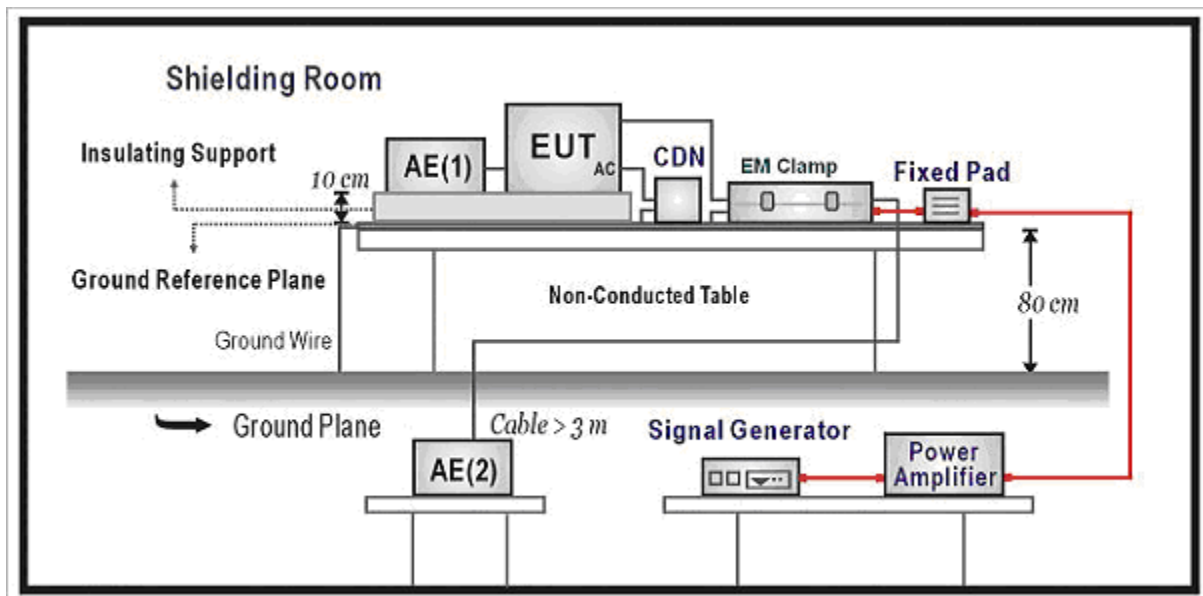 Shielding Room
Insulating Support
10 cm
AE(1)
EUT
AC
CDN
EM Clamp
Fixed Pad
Ground Reference Plane
Non-Conducted Table
80 cm
Ground Wire
Ground Plane
Cable > 3 m
Signal Generator
AE(2)
Power
Amplifier